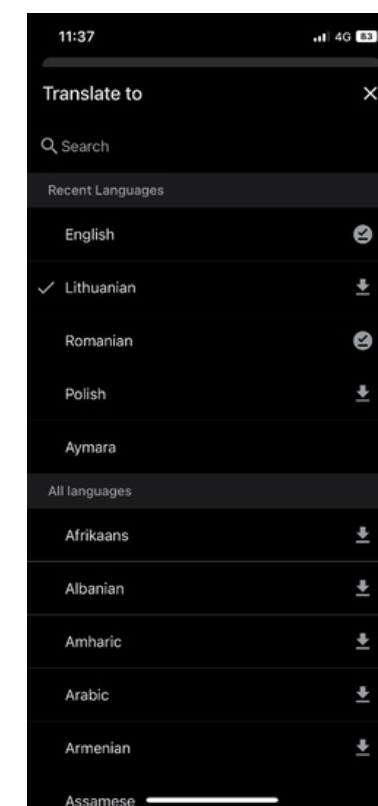 11:37
4G 83
Translate to
Search
Recent Languages
English
Lithuanian
Romanian
Polish
Aymara
All languages
Afrikaans
Albanian
Amharic
Arabic
Armenian
Assamese